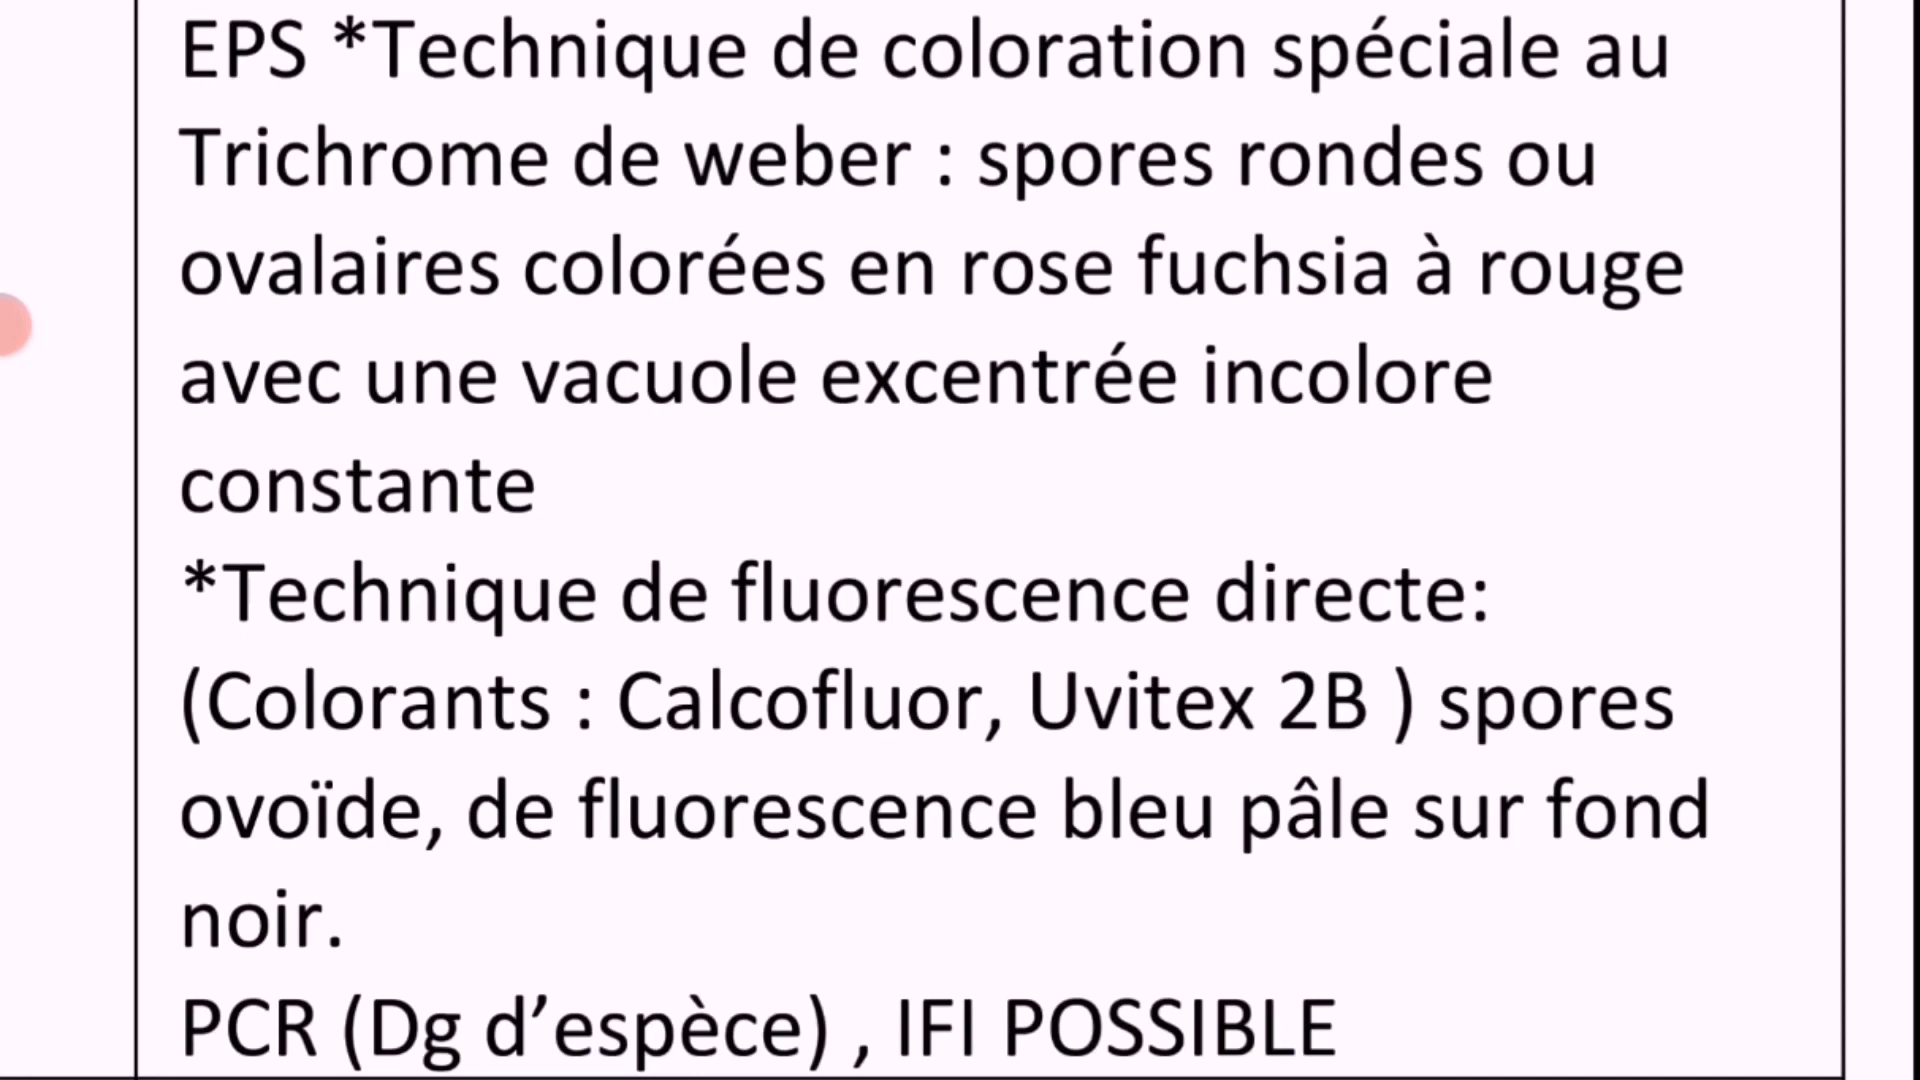 EPS *Technique de coloration spéciale au
Trichrome de weber : spores rondes ou
ovalaires colorées en rose fuchsia à rouge
avec une vacuole excentrée incolore
constante
*Technique de fluorescence directe:
(Colorants : Calcofluor, Uvitex 2B ) spores
ovoïde, de fluorescence bleu pâle sur fond
noir.
PCR (Dg d’espèce) , IFI POSSIBLE